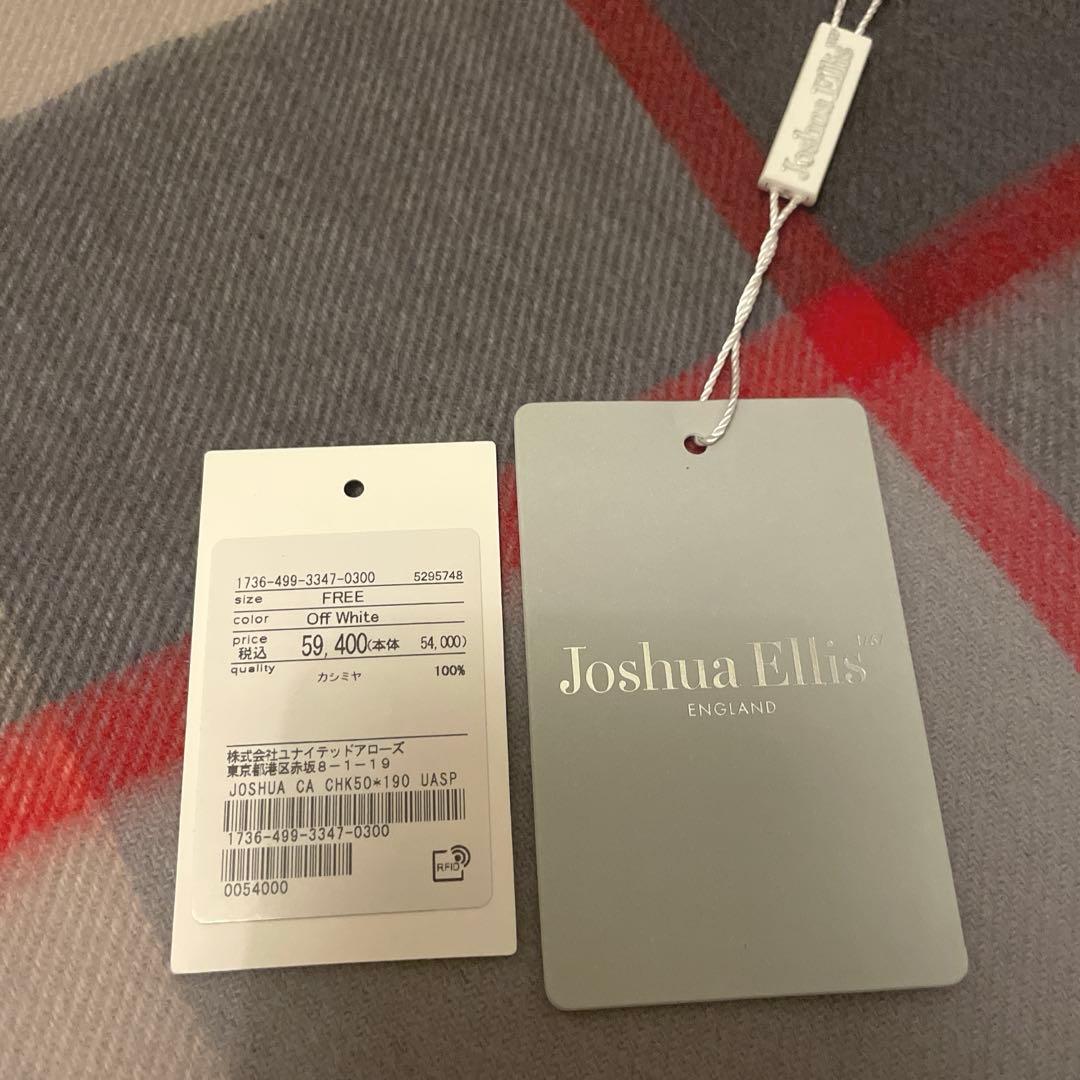 Joshua Ellis
1736-499-3347-0300 5295748
size FREE
color Off White
price
税込 59,400(本体 54,000)
quality
カシミヤ 100%
株式会社ユナイテッドアローズ
東京都港区赤坂8-1-19
JOSHUA CA CHK50*190 UASP
1736-499-3347-0300
RFID
0054000
Joshua Ellis
ENGLAND